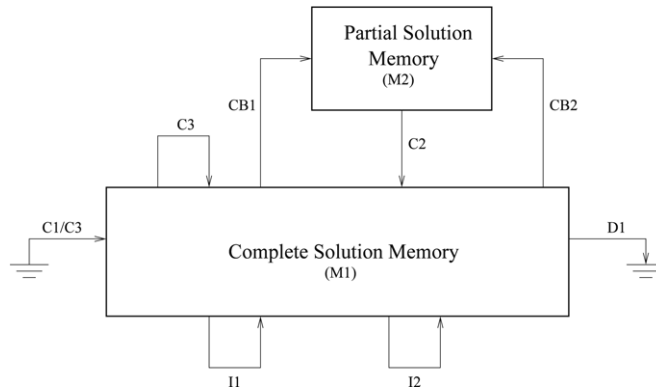 Partial Solution
Memory
(M2)
CB1
CB2
C3
C2
C1/C3
D1
Complete Solution Memory
(M1)
I1
I2